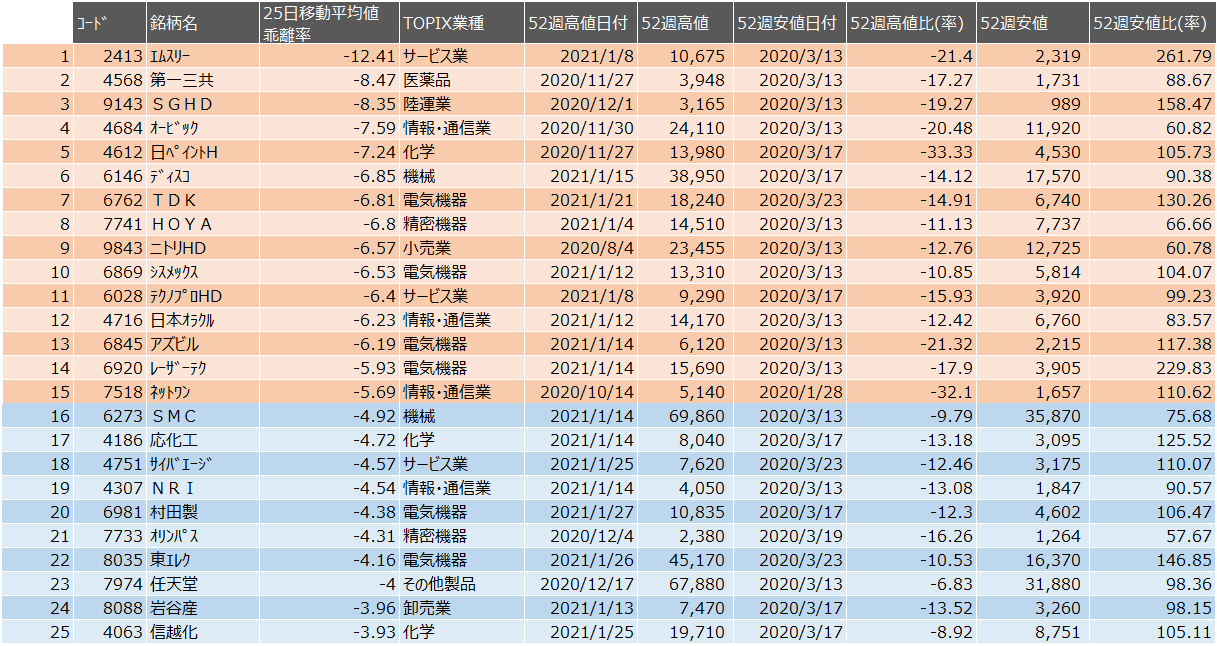 ｺｰﾄﾞ 銘柄名 25日移動平均値乖離率 TOPIX業種 52週高値日付 52週高値 52週安値日付 52週高値比(率) 52週安値 52週安値比(率)
1 2413 ｴﾑｽﾘｰ -12.41 サービス業 2021/1/8 10,675 2020/3/13 -21.4 2,319 261.79
2 4568 第一三共 -8.47 医薬品 2020/11/27 3,948 2020/3/13 -17.27 1,731 88.67
3 9143 ＳＧＨＤ -8.35 陸運業 2020/12/1 3,165 2020/3/13 -19.27 989 158.47
4 4684 ｵｰﾋﾞｯｸ -7.59 情報・通信業 2020/11/30 24,110 2020/3/13 -20.48 11,920 60.82
5 4612 日ﾍﾟｲﾝﾄH -7.24 化学 2020/11/27 13,980 2020/3/17 -33.33 4,530 105.73
6 6146 ﾃﾞｨｽｺ -6.85 機械 2021/1/15 38,950 2020/3/17 -14.12 17,570 90.38
7 6762 ＴＤＫ -6.81 電気機器 2021/1/21 18,240 2020/3/23 -14.91 6,740 130.26
8 7741 ＨＯＹＡ -6.8 精密機器 2021/1/4 14,510 2020/3/13 -11.13 7,737 66.66
9 9843 ニトリHD -6.57 小売業 2020/8/4 23,455 2020/3/13 -12.76 12,725 60.78
10 6869 ｼｽﾒｯｸｽ -6.53 電気機器 2021/1/12 13,310 2020/3/13 -10.85 5,814 104.07
11 6028 ﾃｸﾉﾌﾟﾛHD -6.4 サービス業 2021/1/8 9,290 2020/3/17 -15.93 3,920 99.23
12 4716 日本ｵﾗｸﾙ -6.23 情報・通信業 2021/1/12 14,170 2020/3/13 -12.42 6,760 83.57
13 6845 アズビル -6.19 電気機器 2021/1/14 6,120 2020/3/13 -21.32 2,215 117.38
14 6920 ﾚｰｻﾞｰﾃｸ -5.93 電気機器 2021/1/14 15,690 2020/3/13 -17.9 3,905 229.83
15 7518 ﾈｯﾄﾜﾝ -5.69 情報・通信業 2020/10/14 5,140 2020/1/28 -32.1 1,657 110.62
16 6273 ＳＭＣ -4.92 機械 2021/1/14 69,860 2020/3/13 -9.79 35,870 75.68
17 4186 応化工 -4.72 化学 2021/1/14 8,040 2020/3/17 -13.18 3,095 125.52
18 4751 ｻｲﾊﾞｴｰｼﾞ -4.57 サービス業 2021/1/25 7,620 2020/3/23 -12.46 3,175 110.07
19 4307 ＮＲＩ -4.54 情報・通信業 2021/1/14 4,050 2020/3/13 -13.08 1,847 90.57
20 6981 村田製 -4.38 電気機器 2021/1/27 10,835 2020/3/17 -12.3 4,602 106.47
21 7733 ｵﾘﾝﾊﾟｽ -4.31 精密機器 2020/12/4 2,380 2020/3/19 -16.26 1,264 57.67
22 8035 東ｴﾚｸ -4.16 電気機器 2021/1/26 45,170 2020/3/13 -10.53 16,370 146.85
23 7974 任天堂 -4 その他製品 2020/12/17 67,880 2020/3/13 -6.83 31,880 98.36
24 8088 岩谷産 -3.96 卸売業 2021/1/13 7,470 2020/3/17 -13.52 3,260 98.15
25 4063 信越化 -3.93 化学 2021/1/25 19,710 2020/3/17 -8.92 8,751 105.11